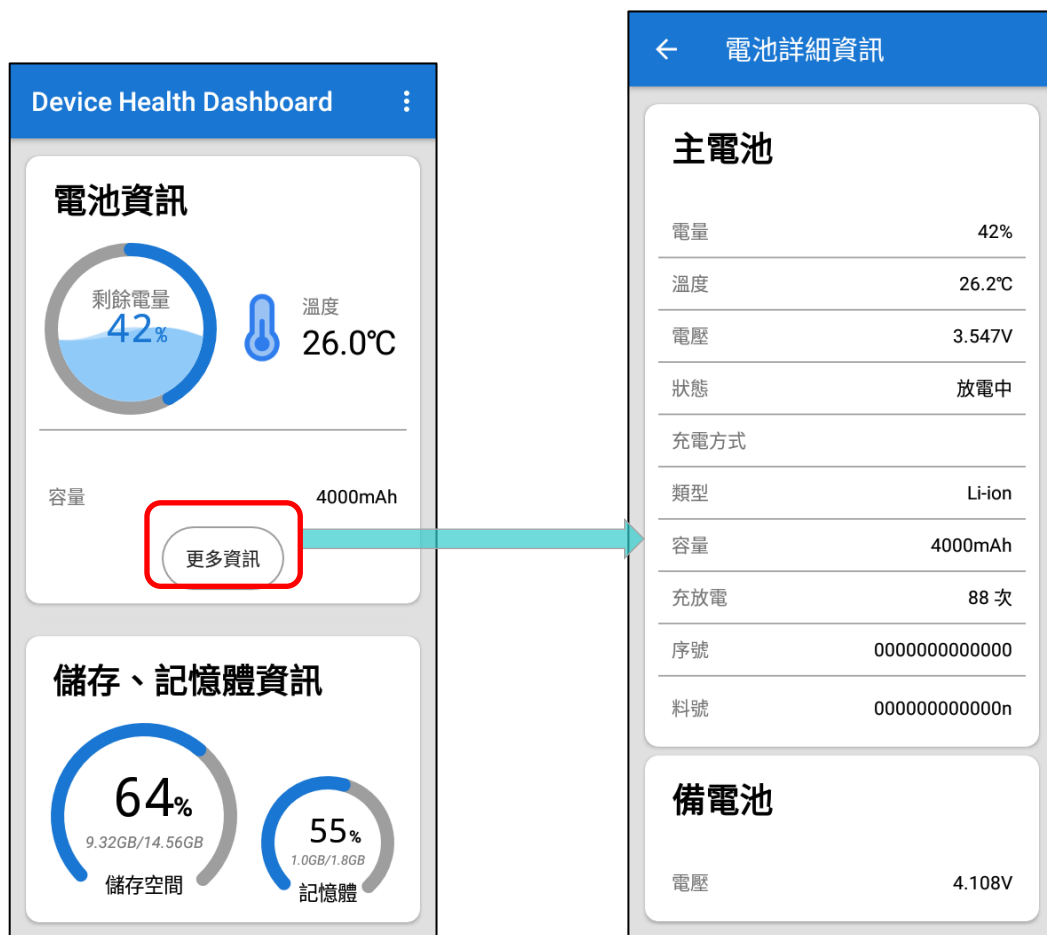 Device Health Dashboard
電池資訊
剩餘電量
42%
溫度
26.0℃
容量 4000mAh
更多資訊
儲存、記憶體資訊
64%
9.32GB/14.56GB
儲存空間
55%
1.0GB/1.8GB
記憶體
電池詳細資訊
主電池
電量 42%
溫度 26.2℃
電壓 3.547V
狀態 放電中
充電方式
類型 Li-ion
容量 4000mAh
充放電 88 次
序號 0000000000000
料號 000000000000n
備電池
電壓 4.108V